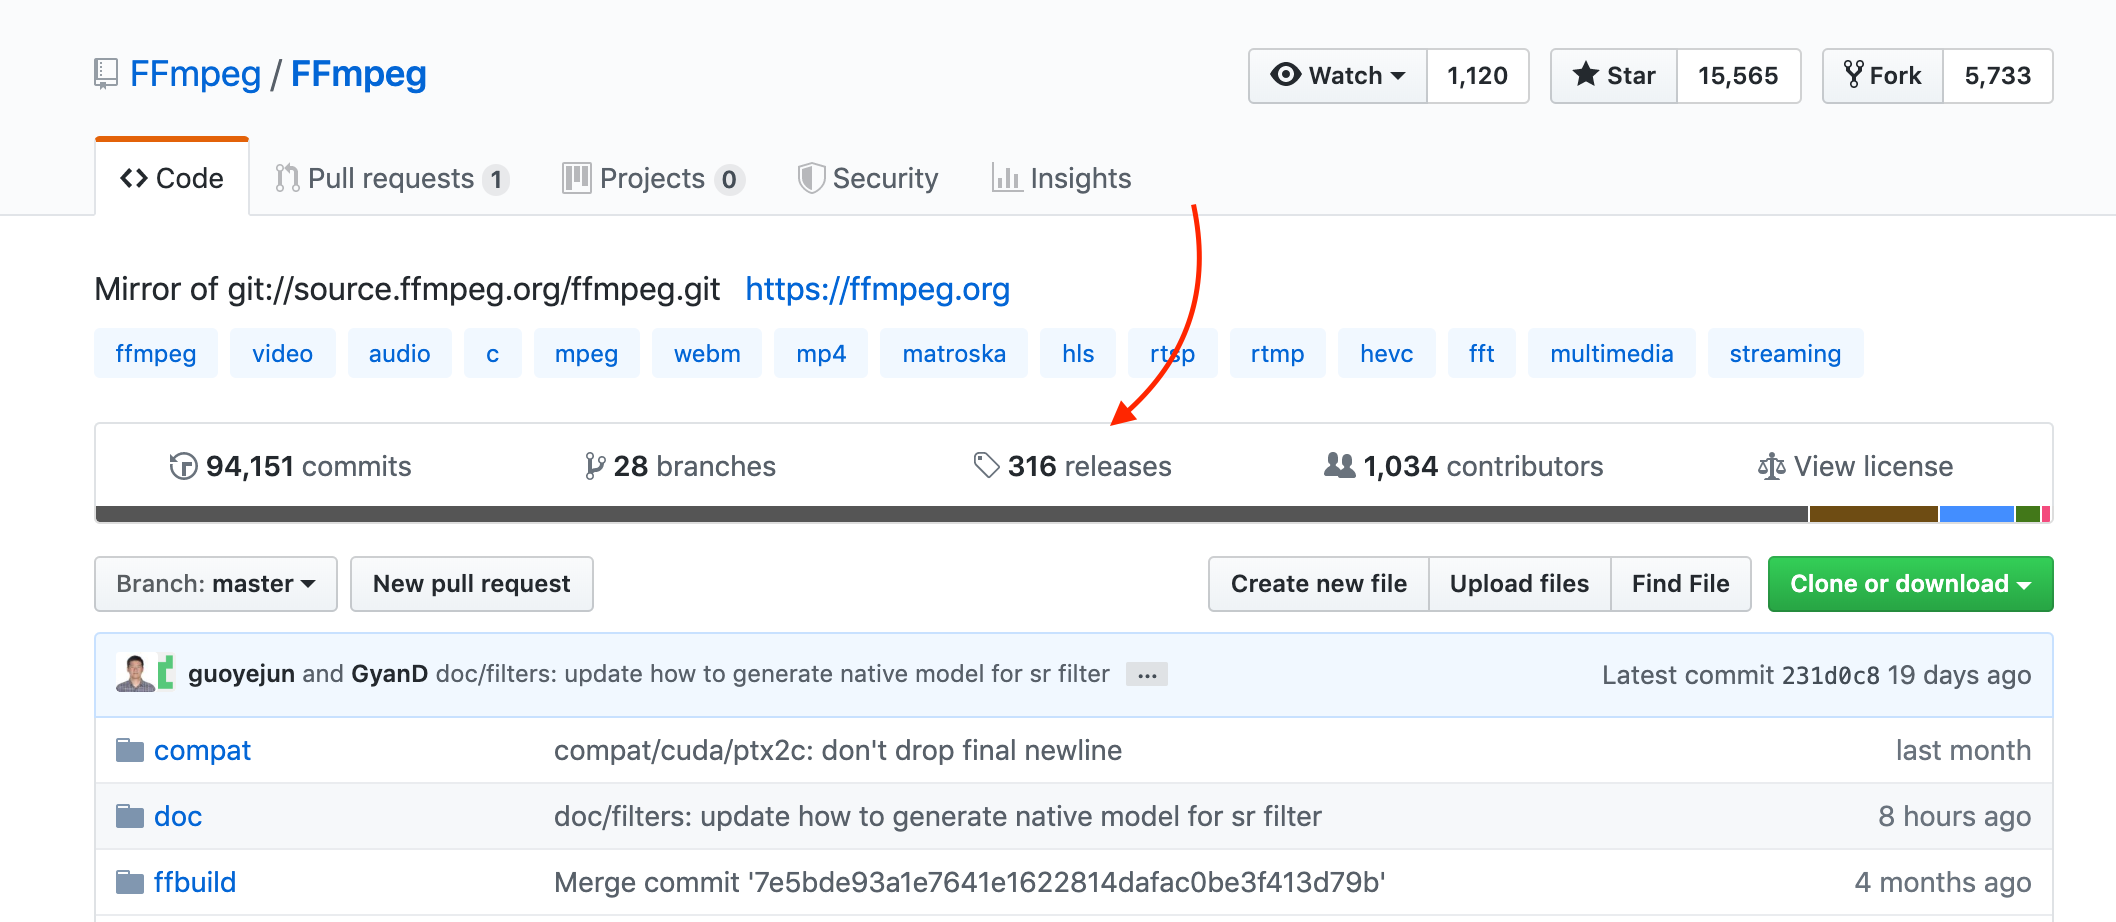 FFmpeg / FFmpeg Watch 1,120 Star 15,565 Fork 5,733
Code Pull requests 1 Projects 0 Security Insights
Mirror of git://source.ffmpeg.org/ffmpeg.git https://ffmpeg.org
ffmpeg video audio c mpeg webm mp4 matroska hls rtsp rtmp hevc fft multimedia streaming
94,151 commits 28 branches 316 releases 1,034 contributors View license
Branch: master New pull request Create new file Upload files Find File Clone or download
guoyejun and GyanD doc/filters: update how to generate native model for sr filter ... Latest commit 231d0c8 19 days ago
compat compat/cuda/ptx2c: don't drop final newline last month
doc doc/filters: update how to generate native model for sr filter 8 hours ago
ffbuild Merge commit '7e5bde93a1e7641e1622814dafac0be3f413d79b' 4 months ago